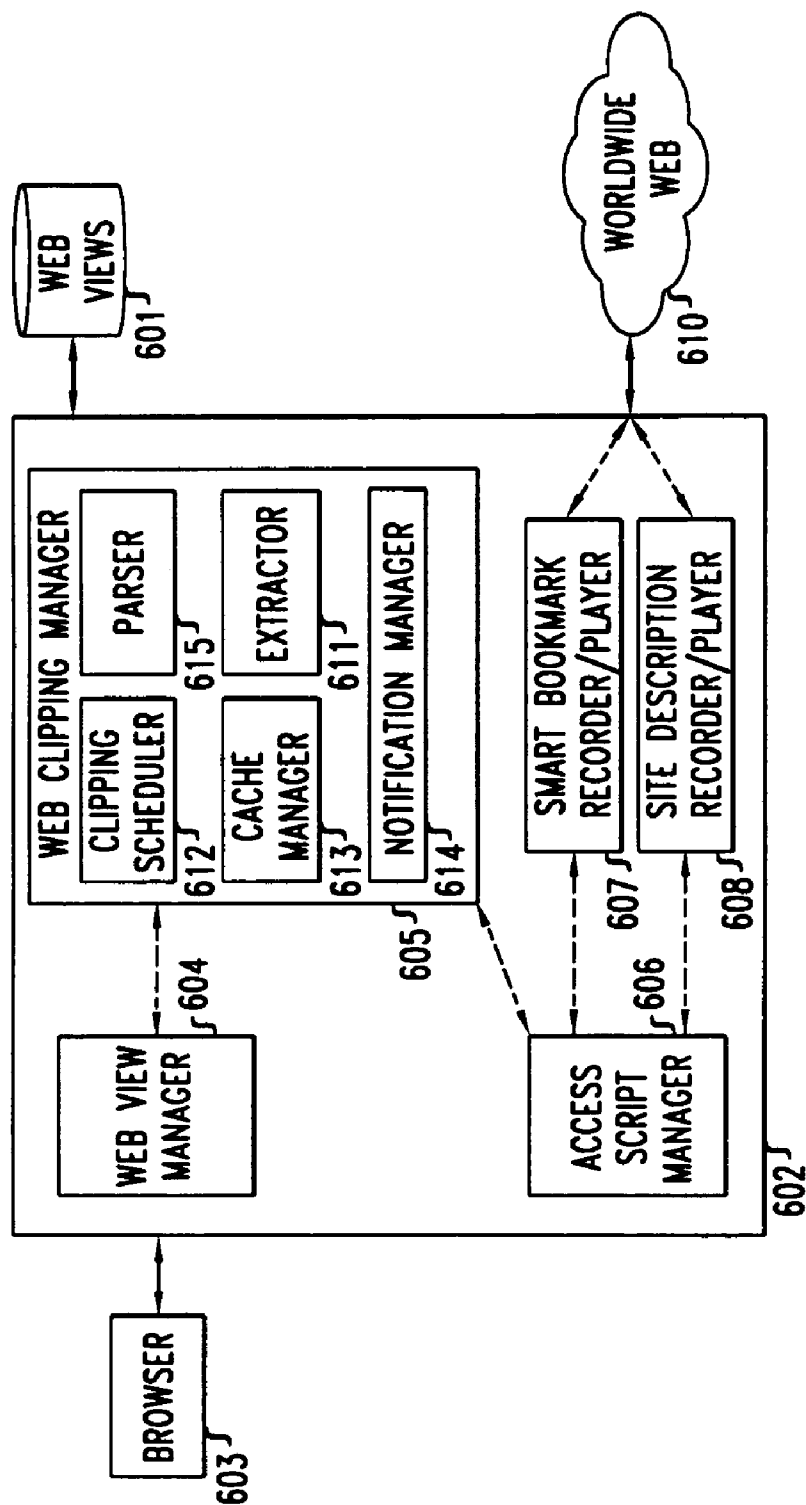 BROWSER
603
WEB VIEW
MANAGER
604
WEB CLIPPING MANAGER
CLIPPING
SCHEDULER
612
PARSER
615
CACHE
MANAGER
613
EXTRACTOR
611
NOTIFICATION MANAGER
614
605
WEB
VIEWS
601
ACCESS
SCRIPT
MANAGER
606
SMART BOOKMARK
RECORDER/PLAYER
607
SITE DESCRIPTION
RECORDER/PLAYER
608
602
WORLDWIDE
WEB
610